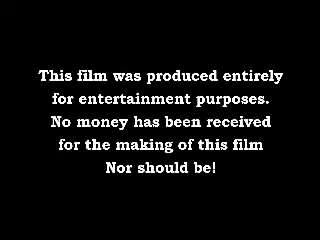 This film was produced entirely
for entertainment purposes.
No money has been received
for the making of this film
Nor should be!